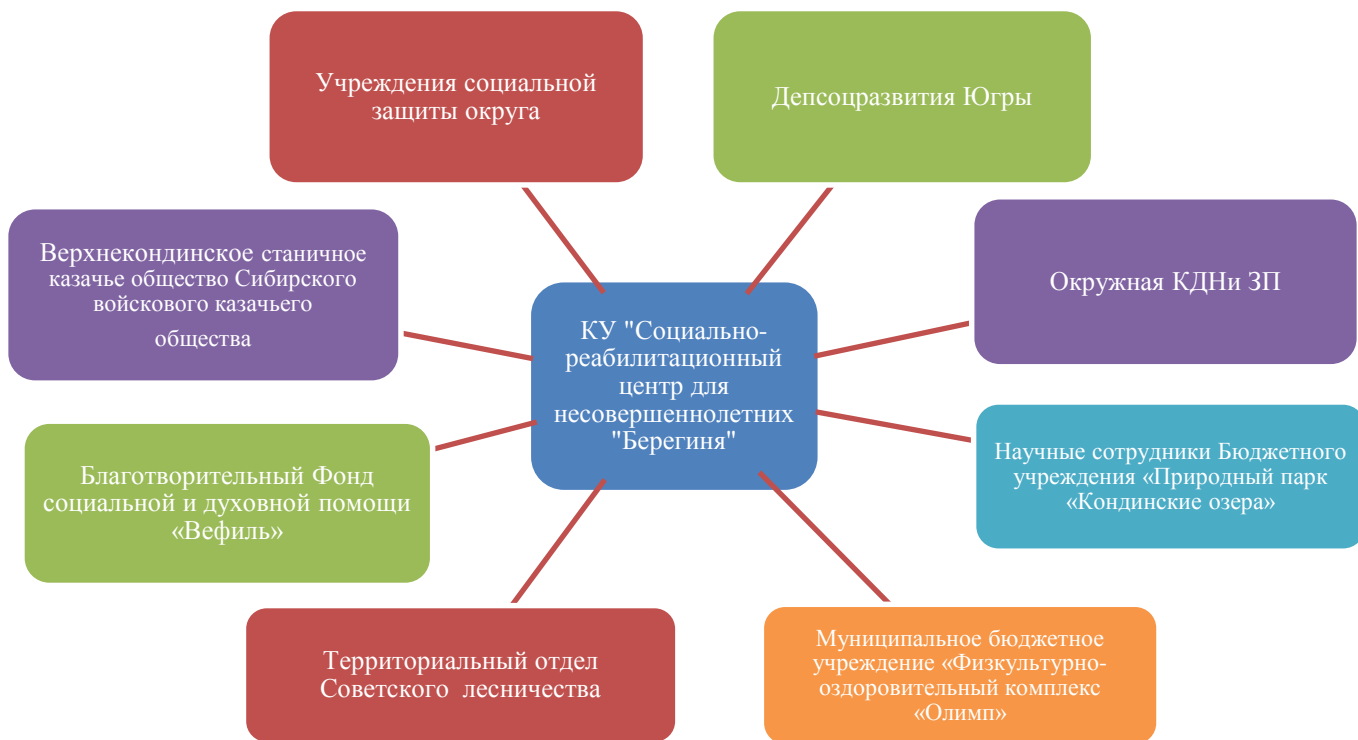 Учреждения социальной
защиты округа
Депсоцразвития Югры
Верхнекондинское станичное
казачье общество Сибирского
войскового казачьего
общества
Окружная КДНи ЗП
КУ "Социально-
реабилитационный
центр для
несовершеннолетних
"Берегиня"
Благотворительный Фонд
социальной и духовной помощи
«Вефиль»
Научные сотрудники Бюджетного
учреждения «Природный парк
«Кондинские озера»
Территориальный отдел
Советского лесничества
Муниципальное бюджетное
учреждение «Физкультурно-
оздоровительный комплекс
«Олимп»